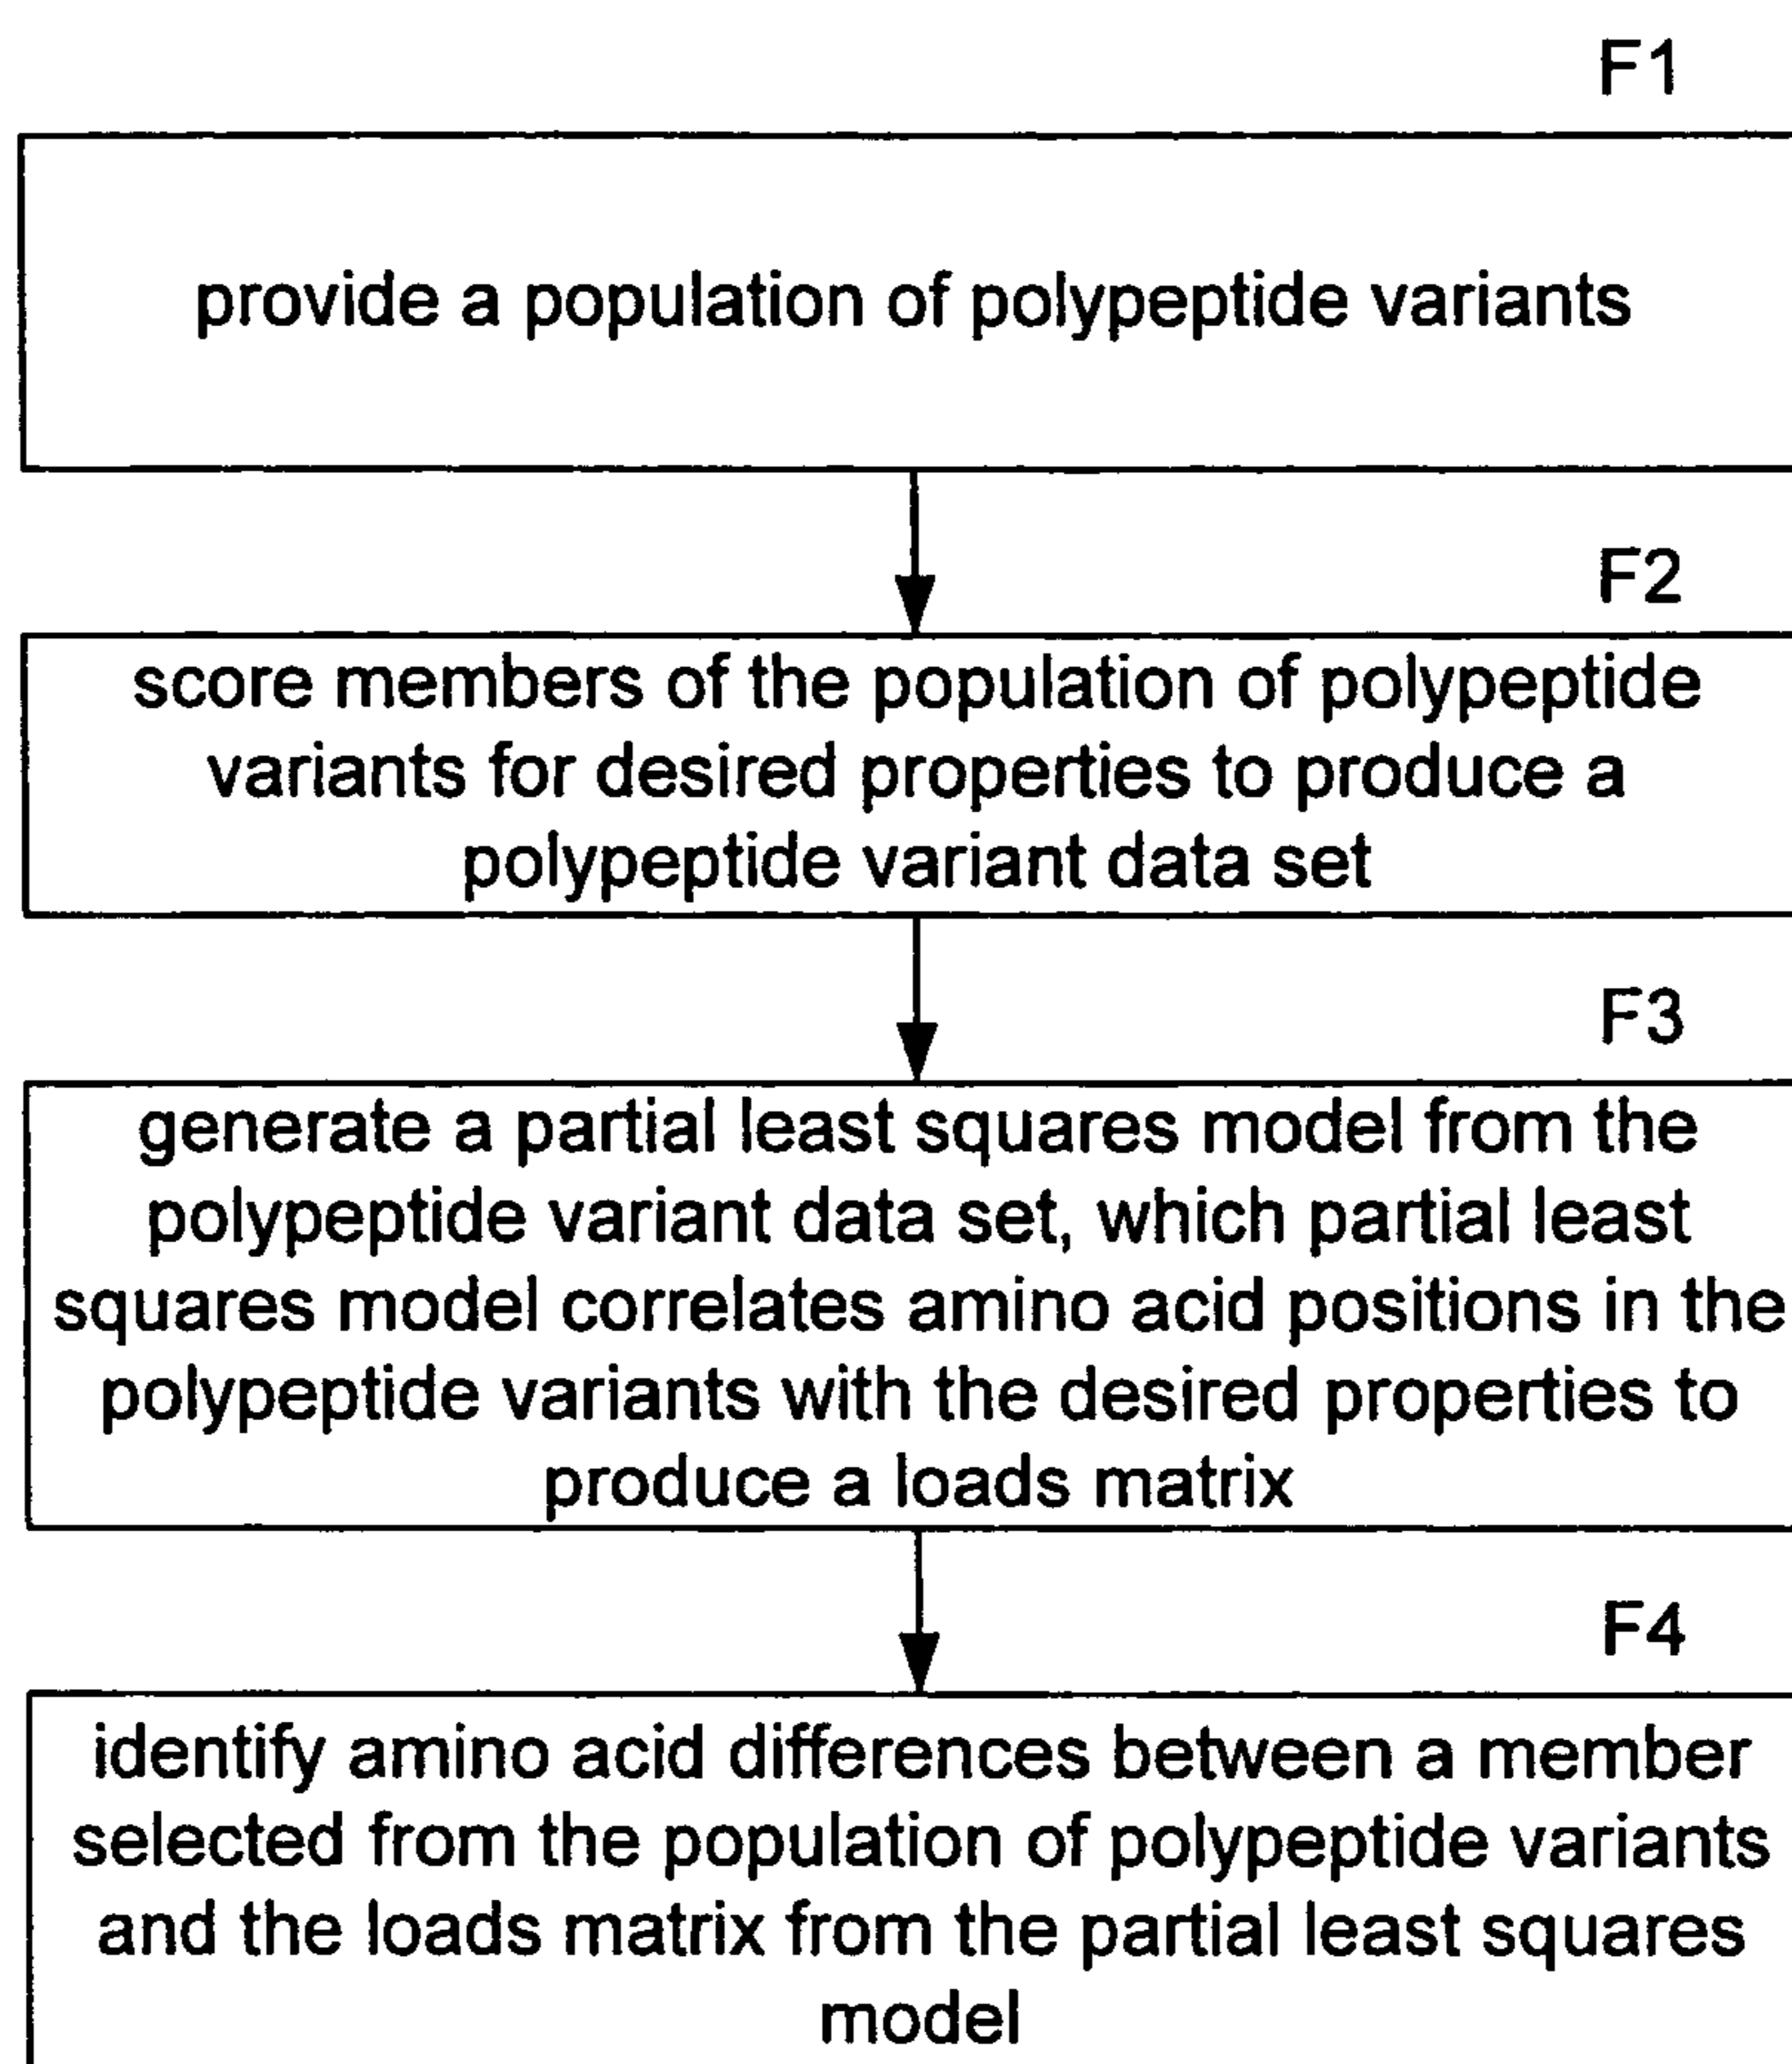 F1
provide a population of polypeptide variants
F2
score members of the population of polypeptide
variants for desired properties to produce a
polypeptide variant data set
F3
generate a partial least squares model from the
polypeptide variant data set, which partial least
squares model correlates amino acid positions in the
polypeptide variants with the desired properties to
produce a loads matrix
F4
identify amino acid differences between a member
selected from the population of polypeptide variants
and the loads matrix from the partial least squares
model